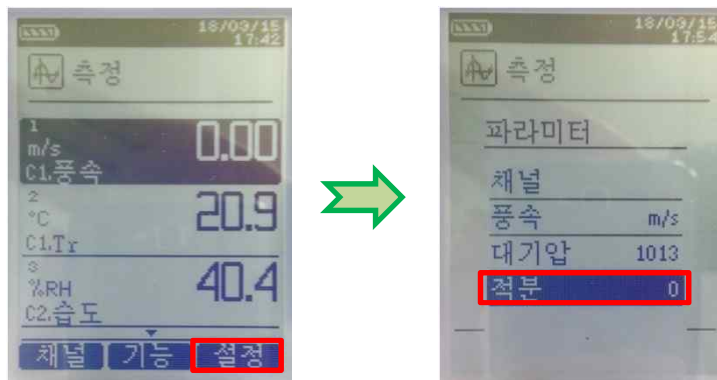 18/09/15
17:42
측정
1
m/s
0.00
C1.풍속
2
°C
20.9
C1.Tr
3
%RH
40.4
C2.습도
채널
기능
설정
18/09/15
17:54
측정
파라미터
채널
풍속 m/s
대기압 1013
적분 0